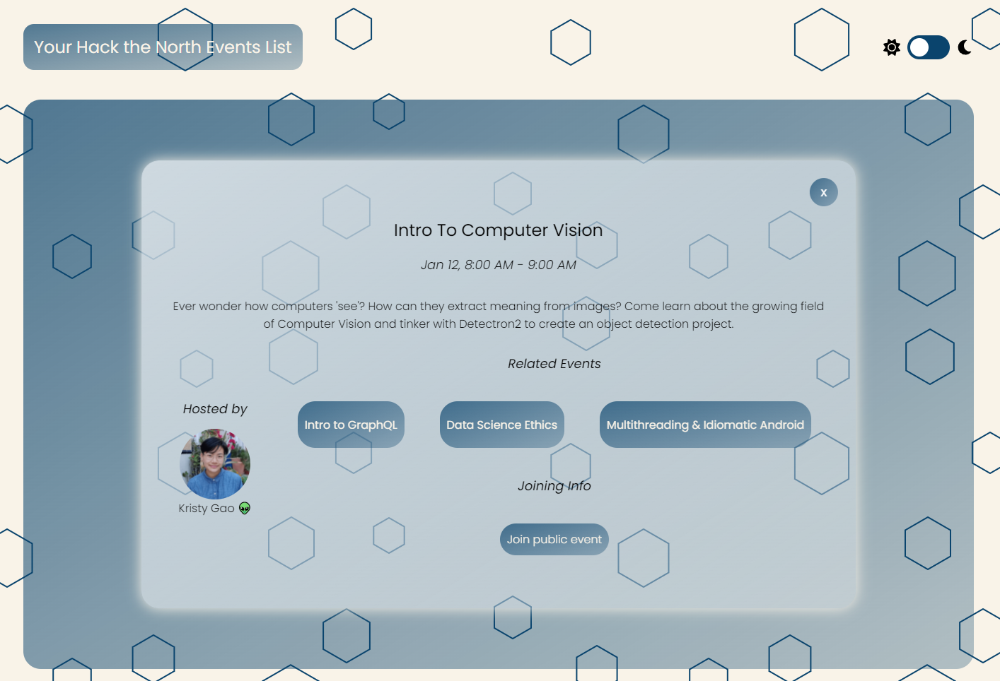 Your Hack the North Events List
x
Intro To Computer Vision
Jan 12, 8:00 AM - 9:00 AM
Ever wonder how computers 'see'? How can they extract meaning from images? Come learn about the growing field
of Computer Vision and tinker with Detectron2 to create an object detection project.
Related Events
Intro to GraphQL
Data Science Ethics
Multithreading & Idiomatic Android
Hosted by
Kristy Gao 👽
Joining Info
Join public event